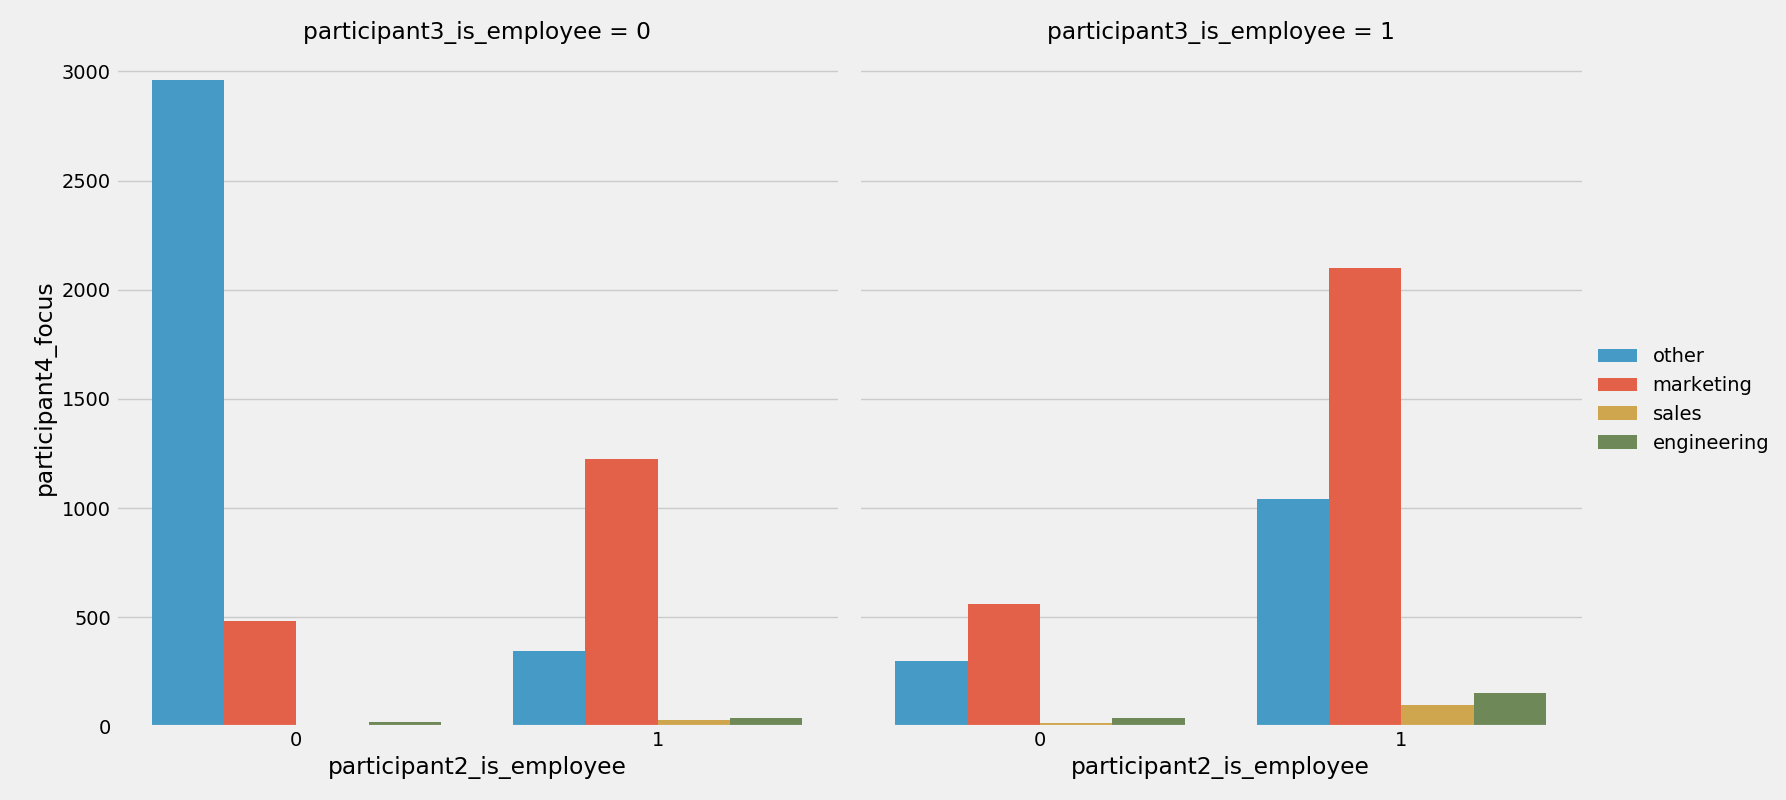 participant3_is_employee = 0
participant3_is_employee = 1
participant4_focus
3000
2500
2000
1500
1000
500
0
0
1
0
1
participant2_is_employee
participant2_is_employee
other
marketing
sales
engineering